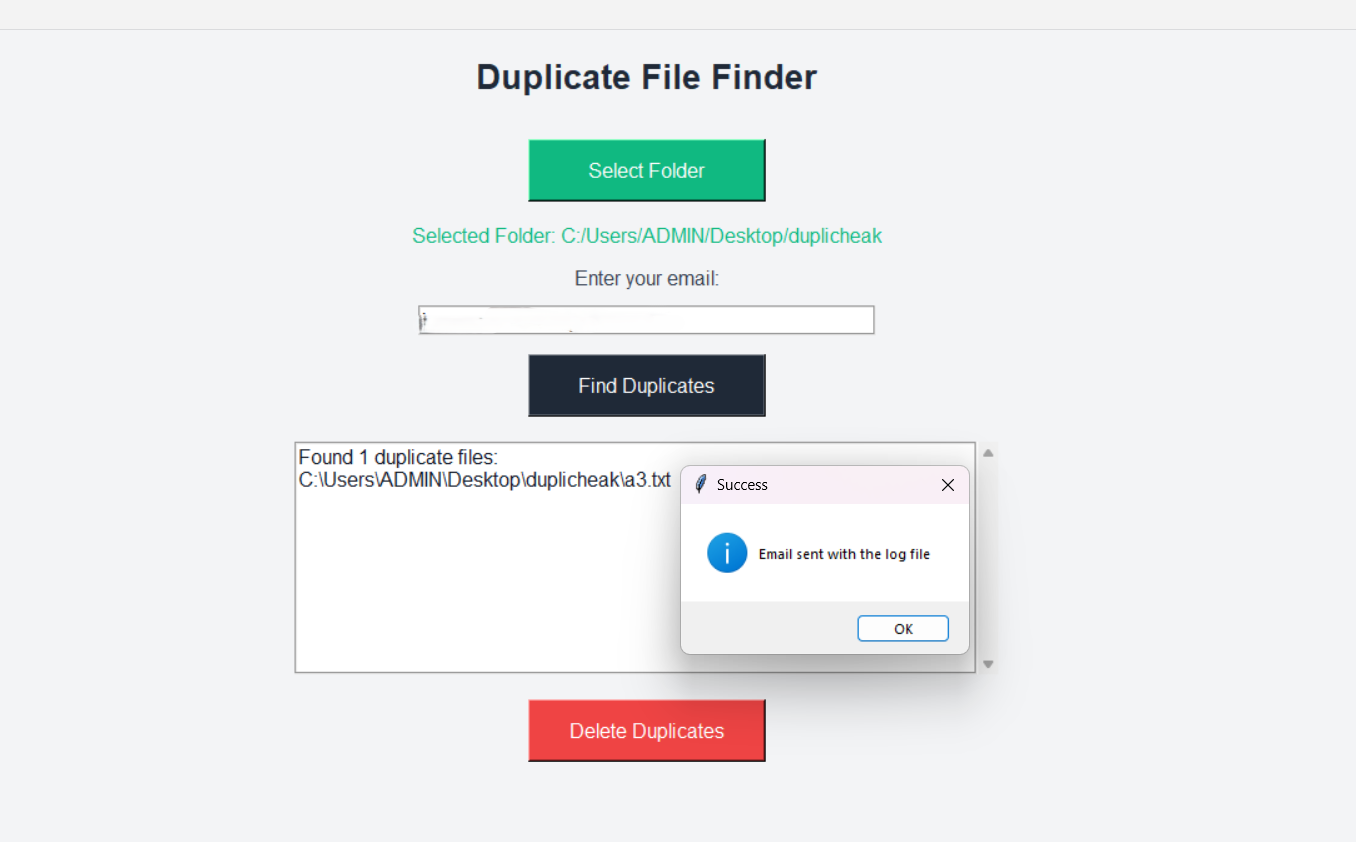 Duplicate File Finder
Select Folder
Selected Folder: C:/Users/ADMIN/Desktop/duplicheak
Enter your email:
Find Duplicates
Found 1 duplicate files:
C:\Users\ADMIN\Desktop\duplicheak\a3.txt
Success
Email sent with the log file
OK
Delete Duplicates